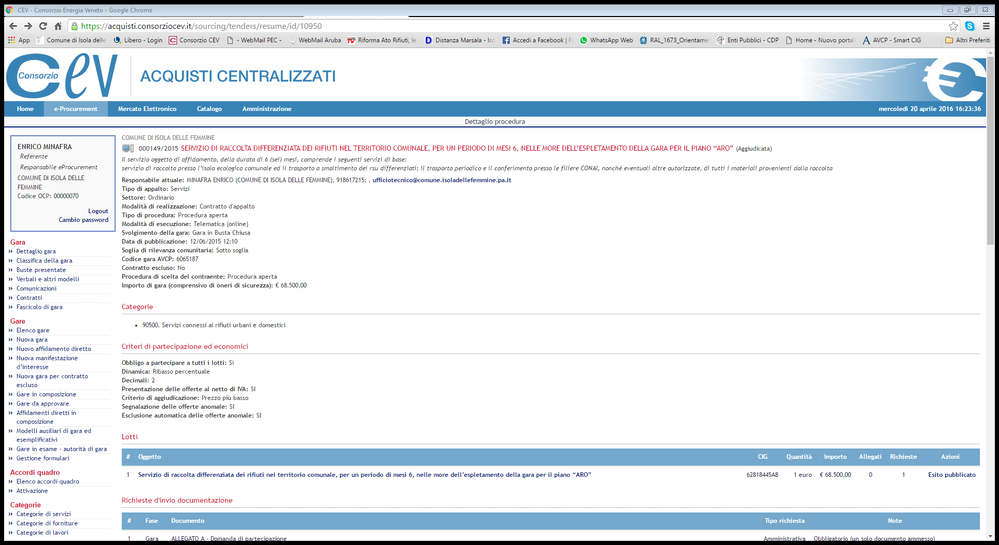 CEV - Consorzio Energia Veneto - Google Chrome
https://acquisti.consorziocev.it/sourcing/tenders/resume/id/10950
App Comune di Isola delle Libero - Login Consorzio CEV - WebMail PEC - WebMail Aruba Riforma Ato Rifiuti, le Distanza Marsala - Iso Accedi a Facebook | F WhatsApp Web RAL_1673_Orientamen Enti Pubblici - CDP Home - Nuovo portal AVCP - Smart CIG Altri Preferiti
Consorzio cev
ACQUISTI CENTRALIZZATI
Home e-Procurement Mercato Elettronico Catalogo Amministrazione mercoledì 20 aprile 2016 16:23:36
Dettaglio procedura
ENRICO MINAFRA
Referente
Responsabile eProcurement
COMUNE DI ISOLA DELLE
FEMMINE
Codice OCP: 00000070
Logout
Cambio password
Gara
» Dettaglio gara
» Classifica della gara
» Buste presentate
» Verbali e altri modelli
» Comunicazioni
» Contratti
» Fascicolo di gara
Gare
» Elenco gare
» Nuova gara
» Nuovo affidamento diretto
» Nuova manifestazione
d'interesse
» Nuova gara per contratto
escluso
» Gare in composizione
» Gare da approvare
» Affidamenti diretti in
composizione
» Modelli ausiliari di gara ed
esemplificativi
» Gare in esame - autorità di gara
» Gestione formulari
Accordi quadro
» Elenco accordi quadro
» Attivazione
Categorie
» Categorie di servizi
» Categorie di forniture
» Categorie di lavori
COMUNE DI ISOLA DELLE FEMMINE
000149/2015 SERVIZIO DI RACCOLTA DIFFERENZIATA DEI RIFIUTI NEL TERRITORIO COMUNALE, PER UN PERIODO DI MESI 6, NELLE MORE DELL'ESPLETAMENTO DELLA GARA PER IL PIANO “ARO” (Aggiudicata)
Il servizio oggetto di affidamento, della durata di 6 (sei) mesi, comprende i seguenti servizi di base:
servizio di raccolta presso l'isola ecologica comunale ed il trasporto a smaltimento dei rsu differenziati; il trasporto periodico e il conferimento presso le filiere CONAI, nonché eventuali altre autorizzate, di tutti i materiali provenienti dalla raccolta
Responsabile attuale: MINAFRA ENRICO (COMUNE DI ISOLA DELLE FEMMINE), 918617215; , ufficiotecnico@comune.isoladellefemmine.pa.it
Tipo di appalto: Servizi
Settore: Ordinario
Modalità di realizzazione: Contratto d'appalto
Tipo di procedura: Procedura aperta
Modalità di esecuzione: Telematica (online)
Svolgimento della gara: Gara in Busta Chiusa
Data di pubblicazione: 12/06/2015 12:10
Soglia di rilevanza comunitaria: Sotto soglia
Codice gara AVCP: 6065187
Contratto escluso: No
Procedura di scelta del contraente: Procedura aperta
Importo di gara (comprensivo di oneri di sicurezza): € 68.500,00
Categorie
• 90500. Servizi connessi ai rifiuti urbani e domestici
Criteri di partecipazione ed economici
Obbligo a partecipare a tutti i lotti: Sì
Dinamica: Ribasso percentuale
Decimali: 2
Presentazione delle offerte al netto di IVA: SI
Criterio di aggiudicazione: Prezzo più basso
Segnalazione delle offerte anomale: SI
Esclusione automatica delle offerte anomale: SI
Lotti
# Oggetto CIG Quantità Importo Allegati Richieste Azioni
1 Servizio di raccolta differenziata dei rifiuti nel territorio comunale, per un periodo di mesi 6, nelle more dell'espletamento della gara per il piano “ARO” 62818445A8 1 euro € 68.500,00 0 1 Esito pubblicato
Richieste d'invio documentazione
# Fase Documento Tipo richiesta Note
1 Gara ALLEGATO A - Domanda di partecipazione Amministrativa Obbligatorio (un solo documento ammesso)